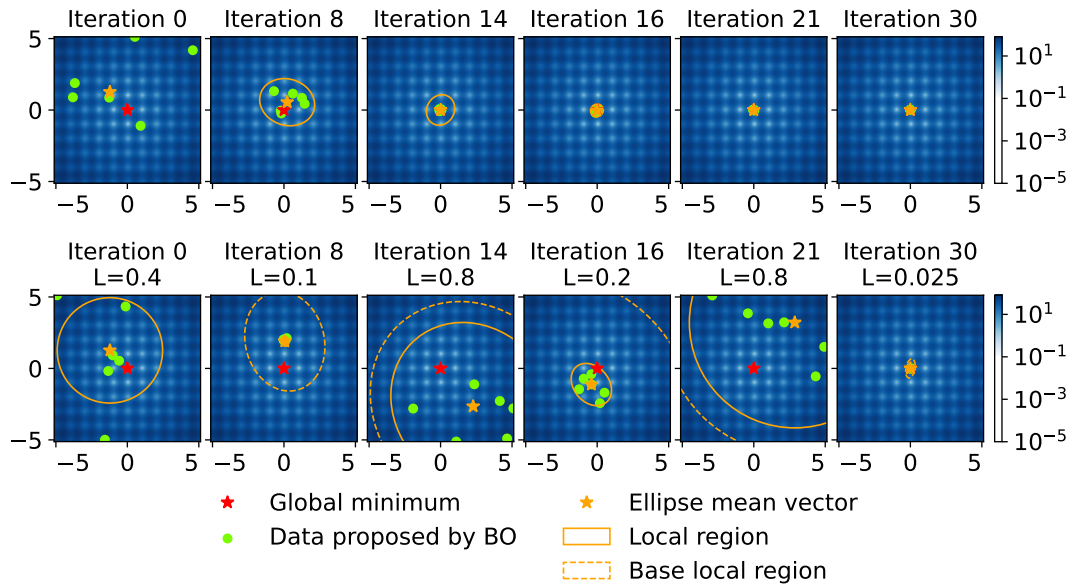 Iteration 0 Iteration 8 Iteration 14 Iteration 16 Iteration 21 Iteration 30
5
0
−5
−5 0 5 −5 0 5 −5 0 5 −5 0 5 −5 0 5 −5 0 5
10^1
10^-1
10^-3
10^-5
Iteration 0 Iteration 8 Iteration 14 Iteration 16 Iteration 21 Iteration 30
L=0.4 L=0.1 L=0.8 L=0.2 L=0.8 L=0.025
5
0
−5
−5 0 5 −5 0 5 −5 0 5 −5 0 5 −5 0 5 −5 0 5
10^1
10^-1
10^-3
10^-5
Global minimum
Data proposed by BO
Ellipse mean vector
Local region
Base local region